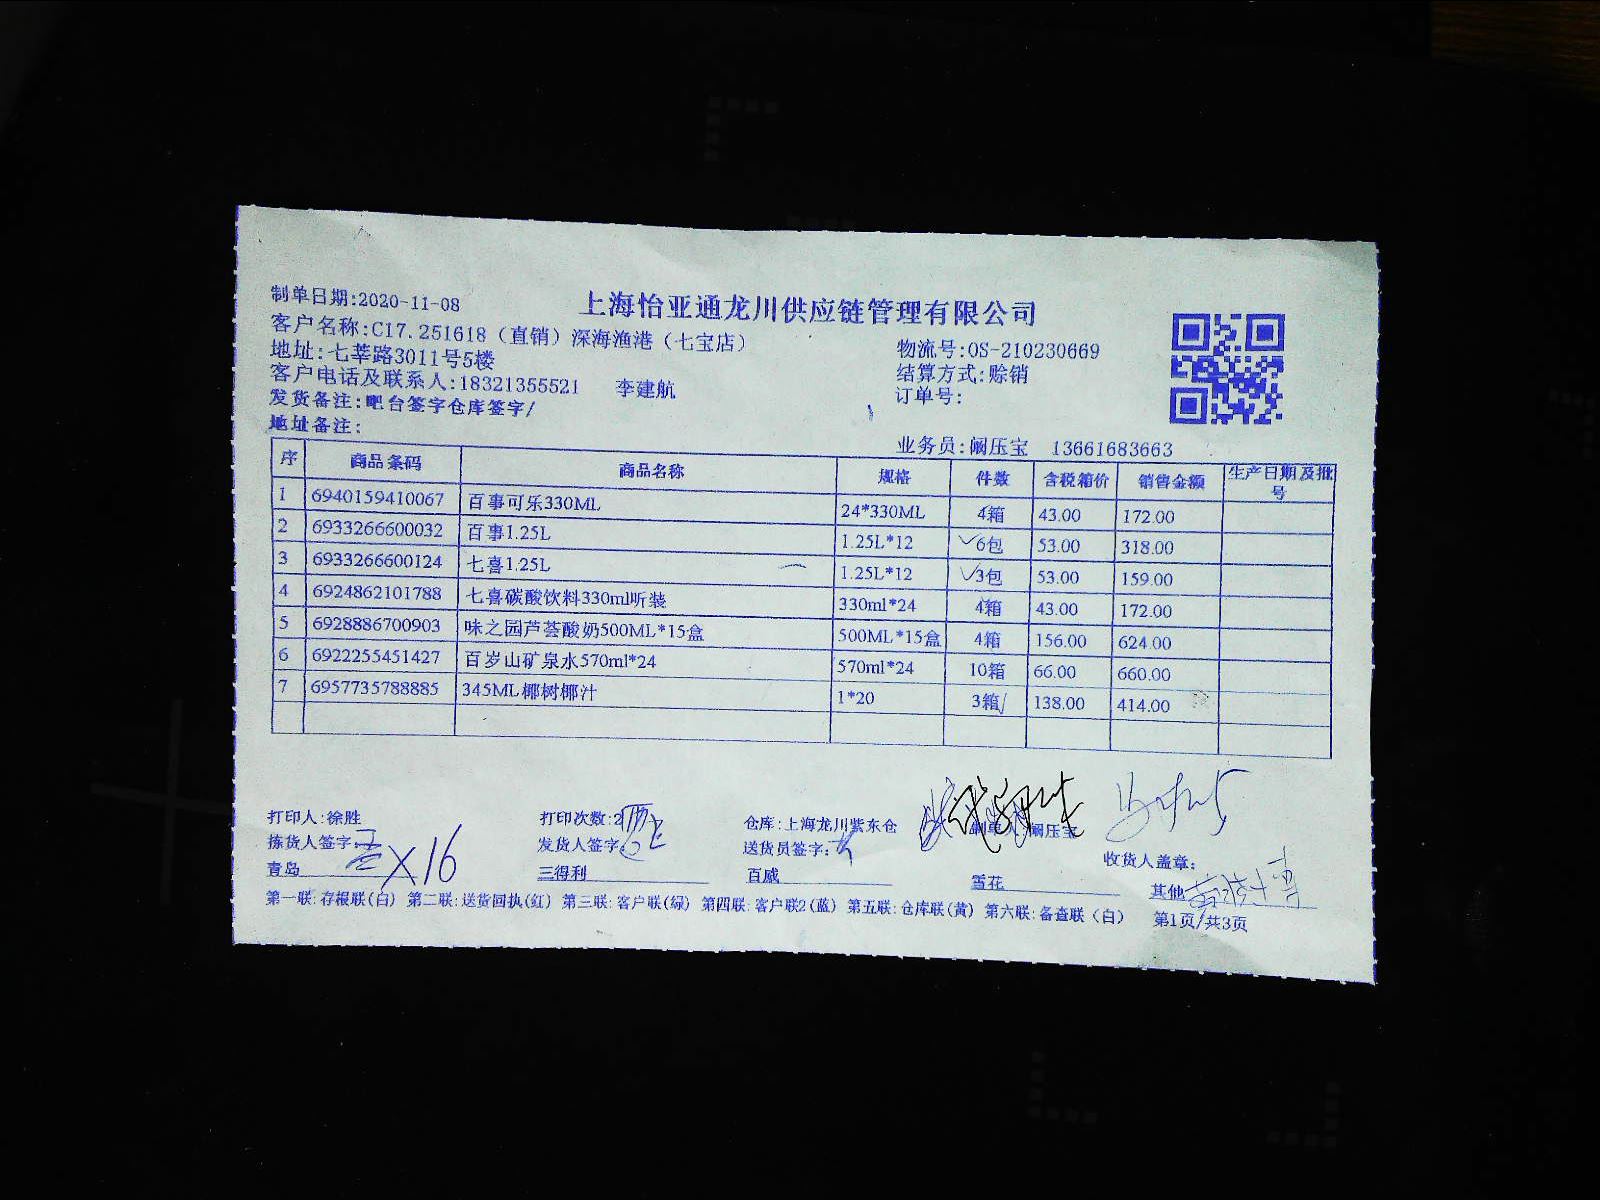 制单日期:2020-11-08
上海怡亚通龙川供应链管理有限公司
客户名称:C17.251618（直销）深海渔港（七宝店）
地址:七莘路3011号5楼
物流号:OS-210230669
客户电话及联系人:18321355521 李建航
结算方式:赊销
发货备注:吧台签字仓库签字/
订单号:
地址备注:
业务员:阚压宝 13661683663
序 商品条码 商品名称 规格 件数 含税箱价 销售金额 生产日期及批号
1 6940159410067 百事可乐330ML 24*330ML 4箱 43.00 172.00
2 6933266600032 百事1.25L 1.25L*12 6包 53.00 318.00
3 6933266600124 七喜1.25L 1.25L*12 3包 53.00 159.00
4 6924862101788 七喜碳酸饮料330ml听装 330ml*24 4箱 43.00 172.00
5 6928886700903 味之园芦荟酸奶500ML*15盒 500ML*15盒 4箱 156.00 624.00
6 6922255451427 百岁山矿泉水570ml*24 570ml*24 10箱 66.00 660.00
7 6957735788885 345ML椰树椰汁 1*20 3箱 138.00 414.00
打印人:徐胜 打印次数:2 仓库:上海龙川紫东仓 制单人:阚压宝
拣货人签字: 发货人签字: 送货员签字: 收货人盖章:
青岛 X16 三得利 百威 雪花 其他
第一联:存根联(白) 第二联:送货回执(红) 第三联:客户联(绿) 第四联:客户联2(蓝) 第五联:仓库联(黄) 第六联:备查联（白） 第1页/共3页